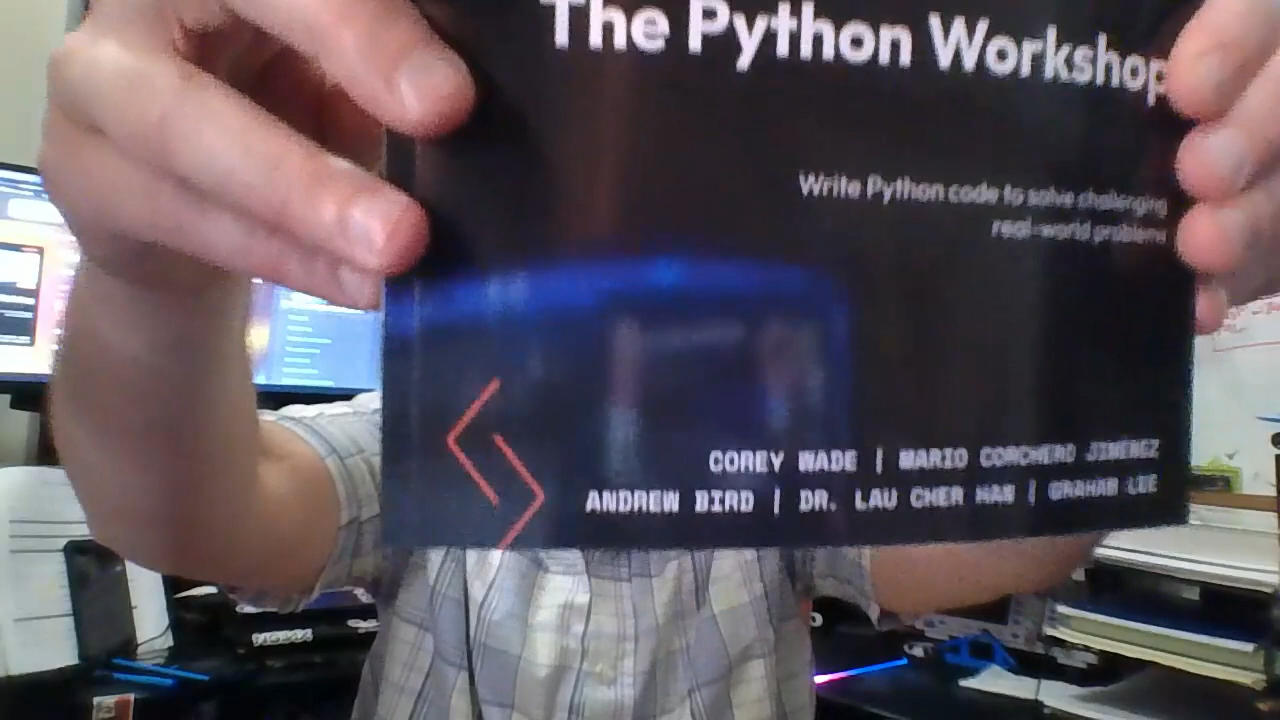 The Python Workshop
Write Python code to solve challenging
real-world problems
COREY WADE | MARIO CORCHERO JIMÉNEZ
ANDREW BIRD | DR. LAU CHER HAN | GRAHAM LEE